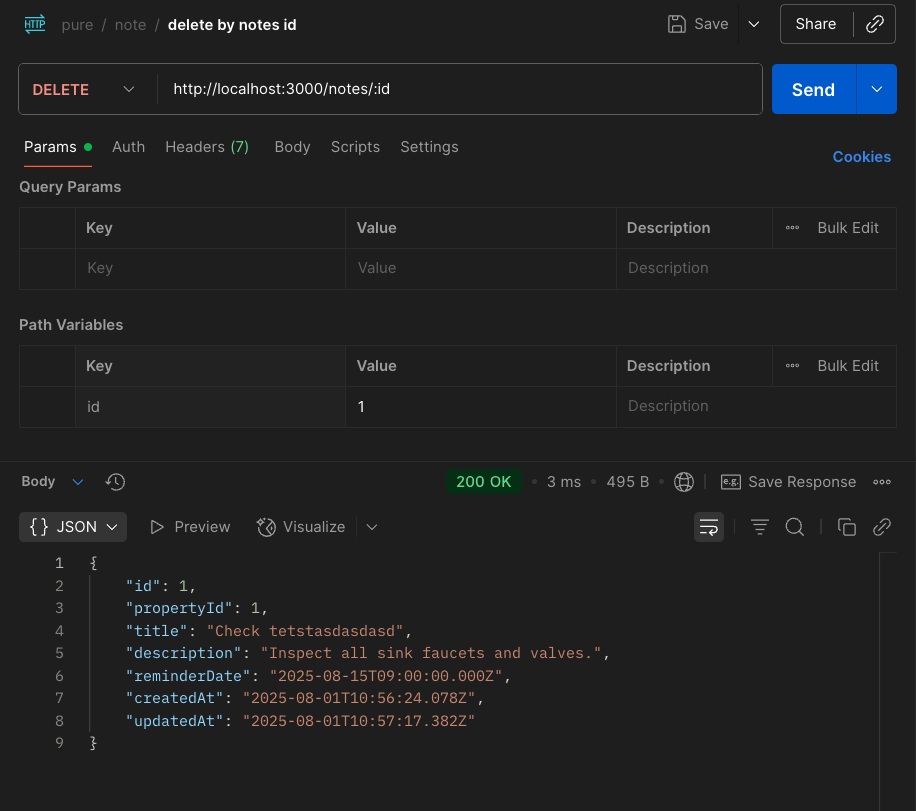 HTTP pure / note / delete by notes id Save Share
DELETE http://localhost:3000/notes/:id Send
Params Auth Headers (7) Body Scripts Settings Cookies
Query Params
Key Value Description Bulk Edit
Key Value Description
Path Variables
Key Value Description Bulk Edit
id 1 Description
Body 200 OK 3 ms 495 B e.g. Save Response
{} JSON Preview Visualize
1 {
2 "id": 1,
3 "propertyId": 1,
4 "title": "Check tetstasdasdasd",
5 "description": "Inspect all sink faucets and valves.",
6 "reminderDate": "2025-08-15T09:00:00.000Z",
7 "createdAt": "2025-08-01T10:56:24.078Z",
8 "updatedAt": "2025-08-01T10:57:17.382Z"
9 }